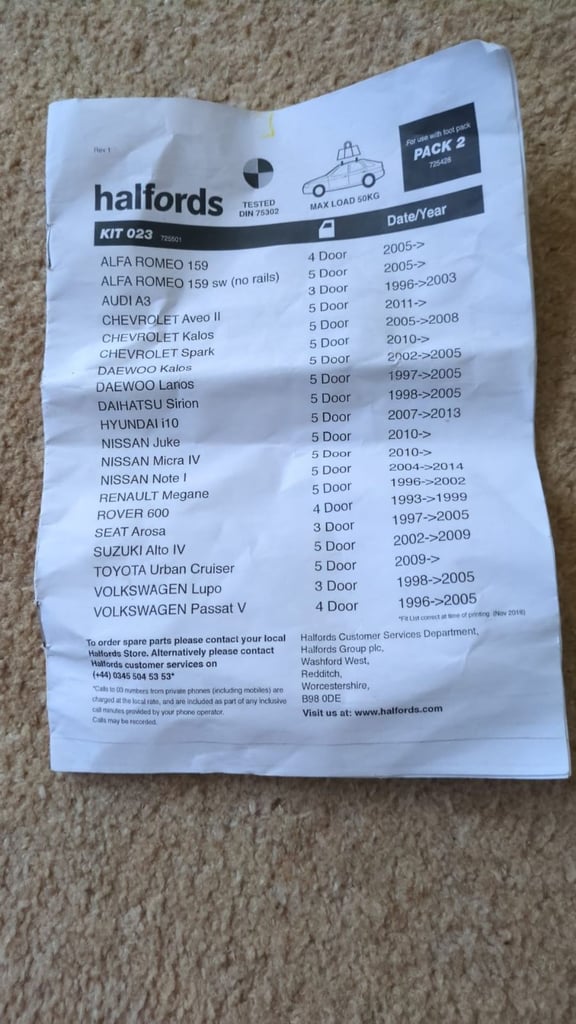 Rev 1
For use with foot pack
PACK 2
725426
halfords
TESTED
DIN 75302
MAX LOAD 50KG
KIT 023 725501 Date/Year
ALFA ROMEO 159 4 Door 2005->
ALFA ROMEO 159 sw (no rails) 5 Door 2005->
AUDI A3 3 Door 1996->2003
CHEVROLET Aveo II 5 Door 2011->
CHEVROLET Kalos 5 Door 2005->2008
CHEVROLET Spark 5 Door 2010->
DAEWOO Kalos 5 Door 2002->2005
DAEWOO Lanos 5 Door 1997->2005
DAIHATSU Sirion 5 Door 1998->2005
HYUNDAI i10 5 Door 2007->2013
NISSAN Juke 5 Door 2010->
NISSAN Micra IV 5 Door 2010->
NISSAN Note I 5 Door 2004->2014
RENAULT Megane 5 Door 1996->2002
ROVER 600 4 Door 1993->1999
SEAT Arosa 3 Door 1997->2005
SUZUKI Alto IV 5 Door 2002->2009
TOYOTA Urban Cruiser 5 Door 2009->
VOLKSWAGEN Lupo 3 Door 1998->2005
VOLKSWAGEN Passat V 4 Door 1996->2005
*Fit List correct at time of printing (Nov 2016)
To order spare parts please contact your local
Halfords Store. Alternatively please contact
Halfords customer services on
(+44) 0345 504 53 53*
*Calls to 03 numbers from private phones (including mobiles) are
charged at the local rate, and are included as part of any inclusive
call minutes provided by your phone operator.
Calls may be recorded.
Halfords Customer Services Department,
Halfords Group plc,
Washford West,
Redditch,
Worcestershire,
B98 0DE
Visit us at: www.halfords.com